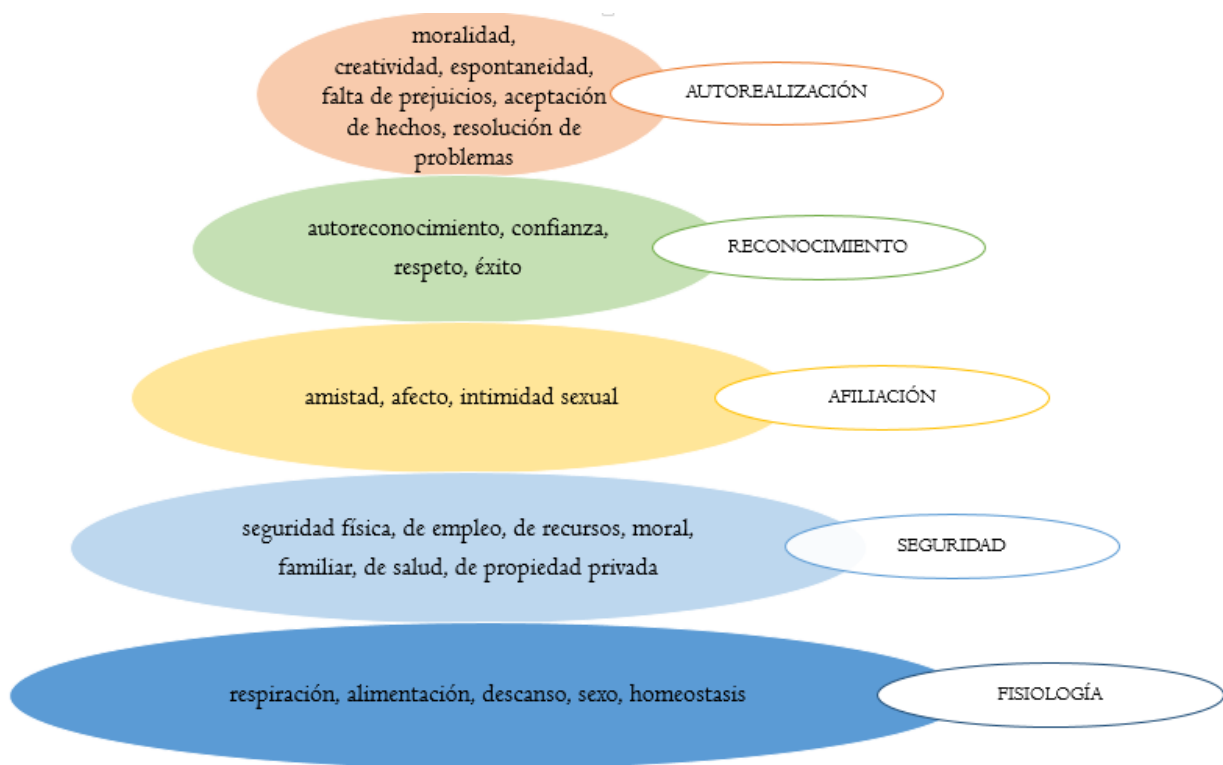 moralidad,
creatividad, espontaneidad,
falta de prejuicios, aceptación
de hechos, resolución de
problemas
AUTOREALIZACIÓN
autoreconocimiento, confianza,
respeto, éxito
RECONOCIMIENTO
amistad, afecto, intimidad sexual
AFILIACIÓN
seguridad física, de empleo, de recursos, moral,
familiar, de salud, de propiedad privada
SEGURIDAD
respiración, alimentación, descanso, sexo, homeostasis
FISIOLOGÍA